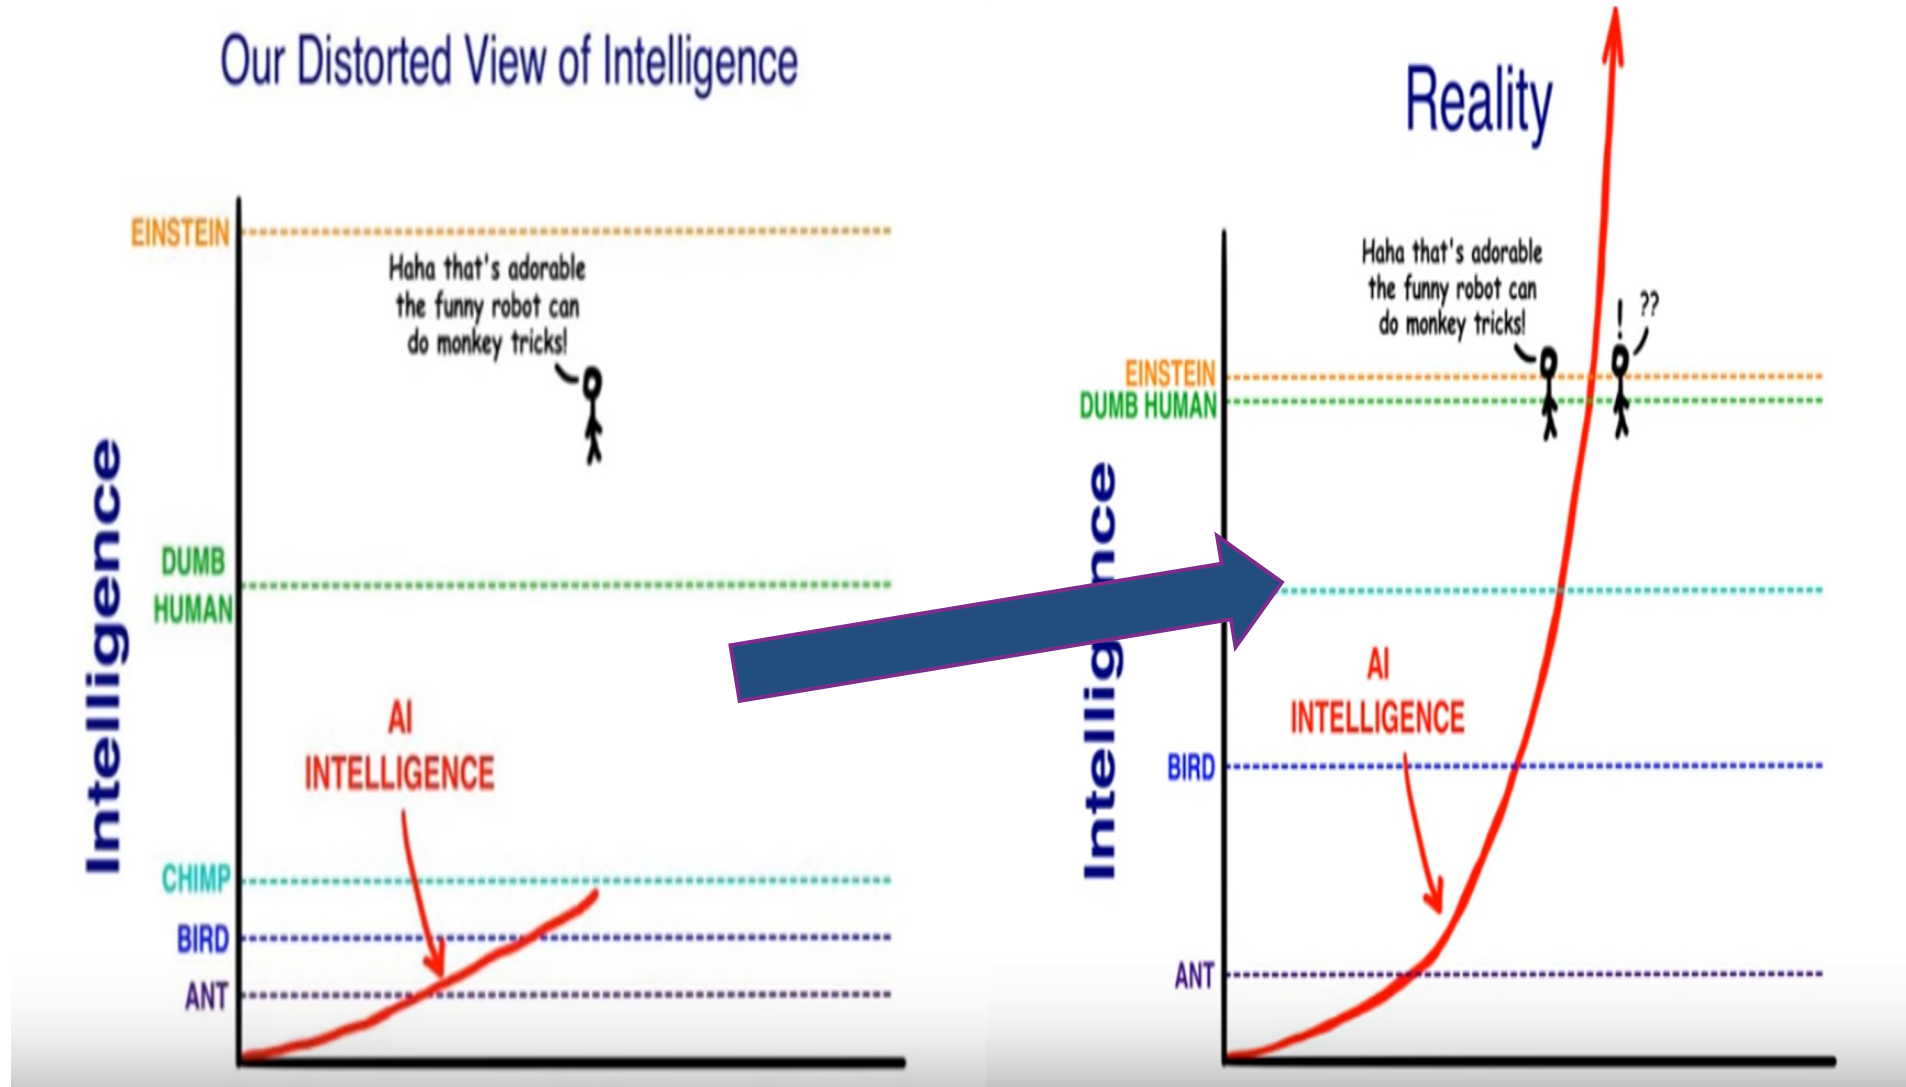 Our Distorted View of Intelligence
EINSTEIN
Haha that's adorable
the funny robot can
do monkey tricks!
DUMB
HUMAN
Intelligence
AI
INTELLIGENCE
CHIMP
BIRD
ANT
Reality
Haha that's adorable
the funny robot can
do monkey tricks!
!
??
EINSTEIN
DUMB HUMAN
Intelligence
AI
INTELLIGENCE
BIRD
ANT